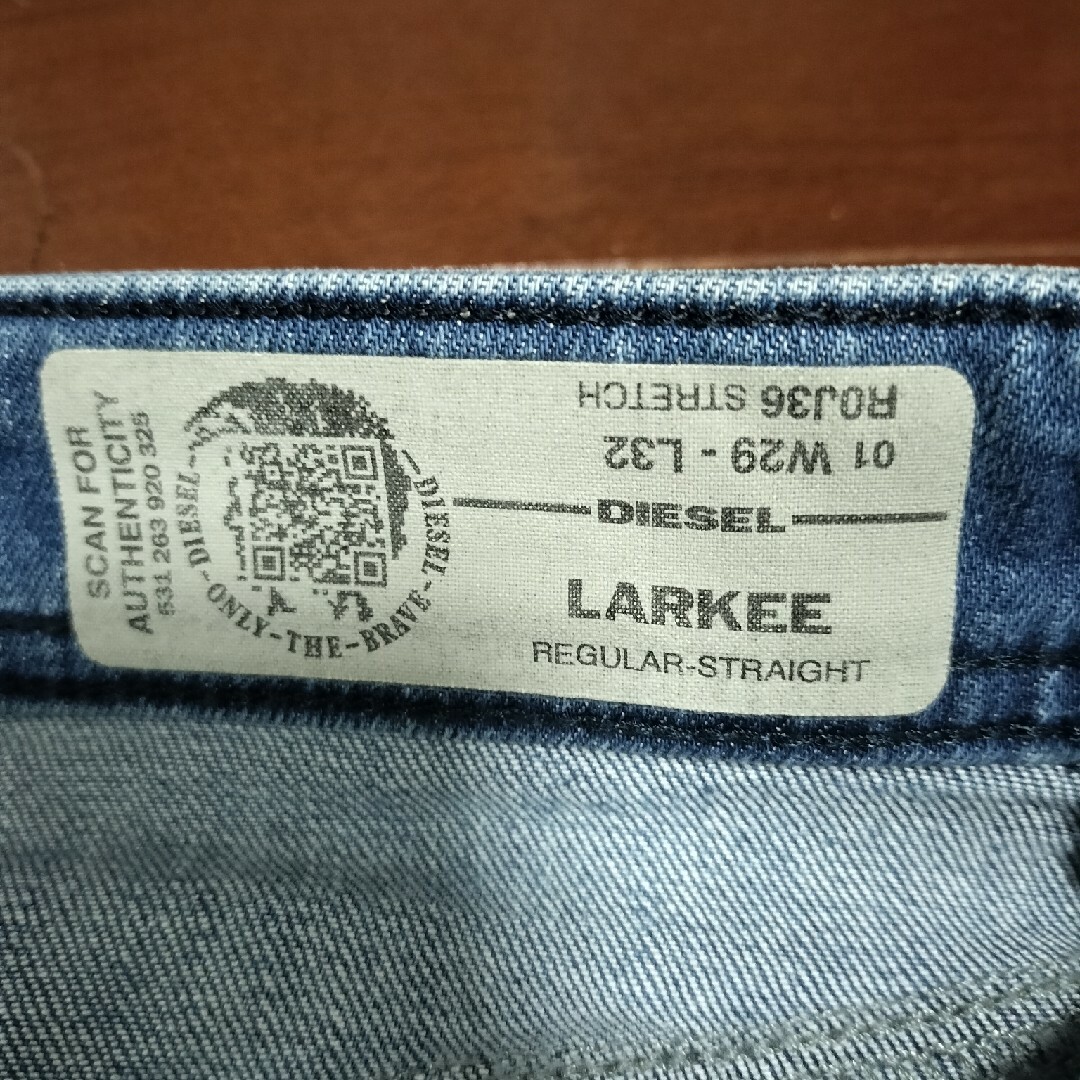 SCAN FOR
AUTHENTICITY
531 263 920 325
DIESEL-ONLY-THE-BRAVE-DIESEL
R0J36 STRETCH
01 W29 - L32
DIESEL
LARKEE
REGULAR-STRAIGHT